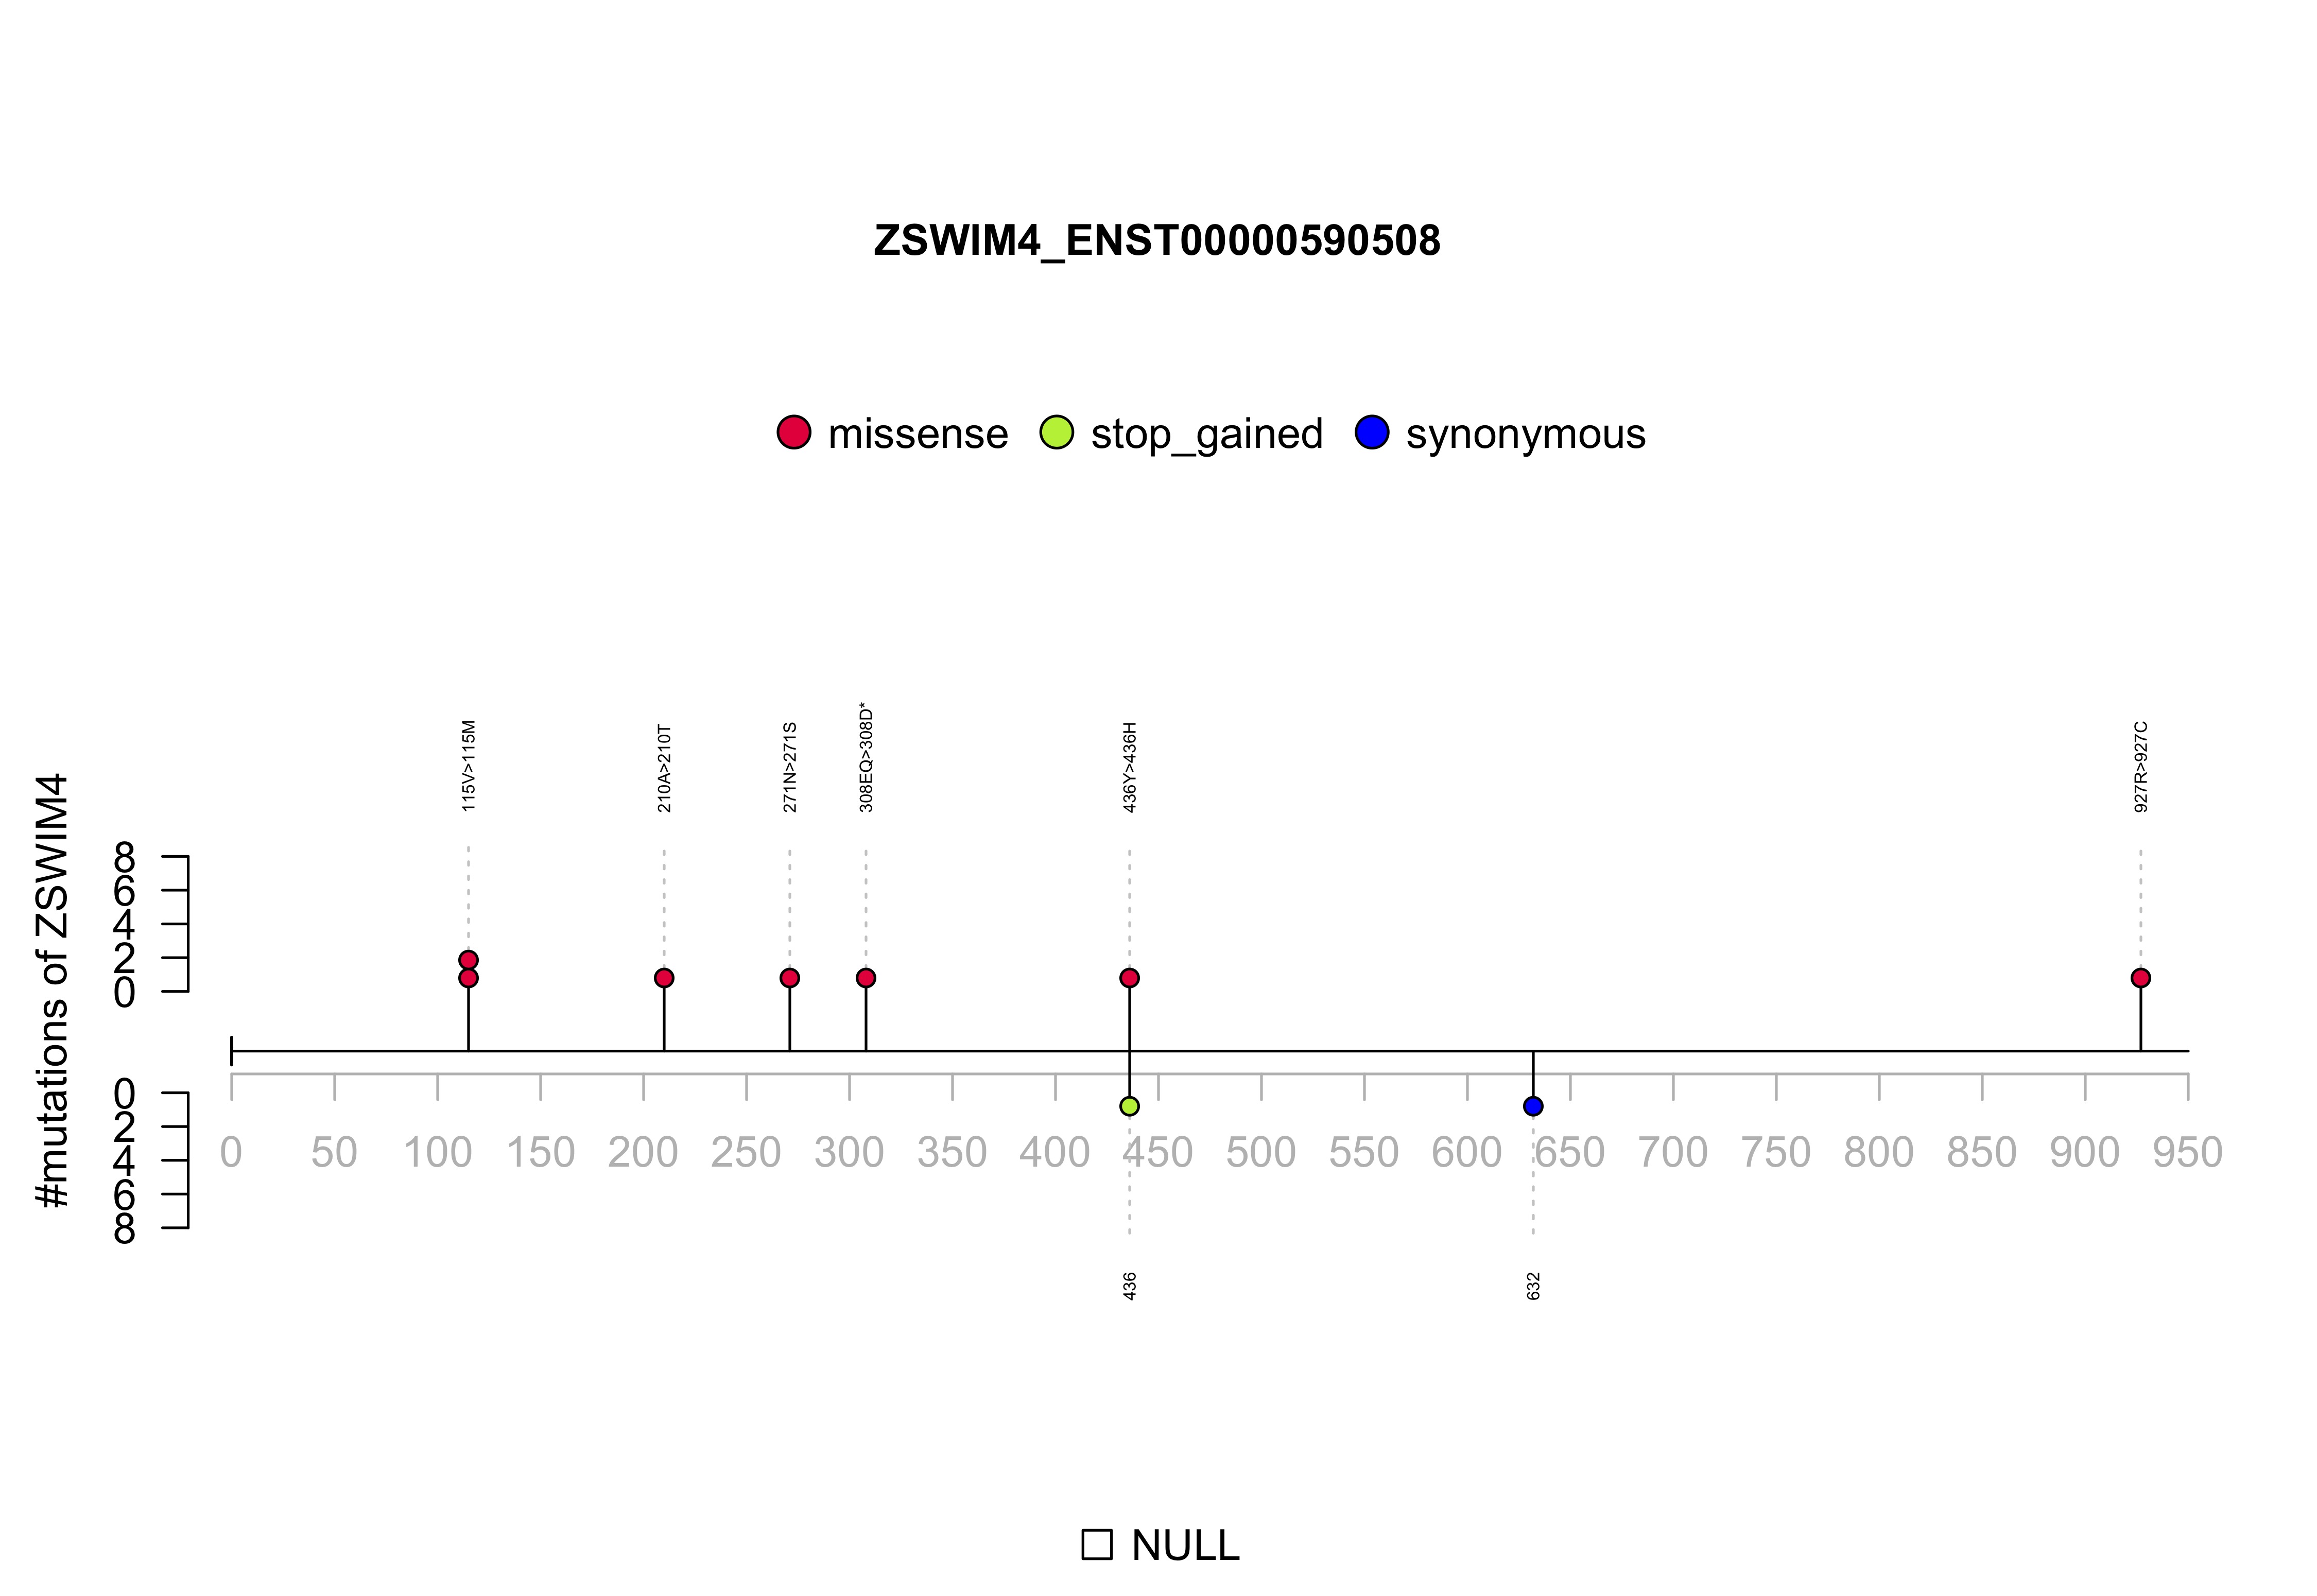 ZSWIM4_ENST00000590508
missense stop_gained synonymous
115V>115M
210A>210T
271N>271S
308EQ>308D*
436Y>436H
927R>927C
#mutations of ZSWIM4
8
6
4
2
0
0
2
4
6
8
0 50 100 150 200 250 300 350 400 450 500 550 600 650 700 750 800 850 900 950
436
632
NULL